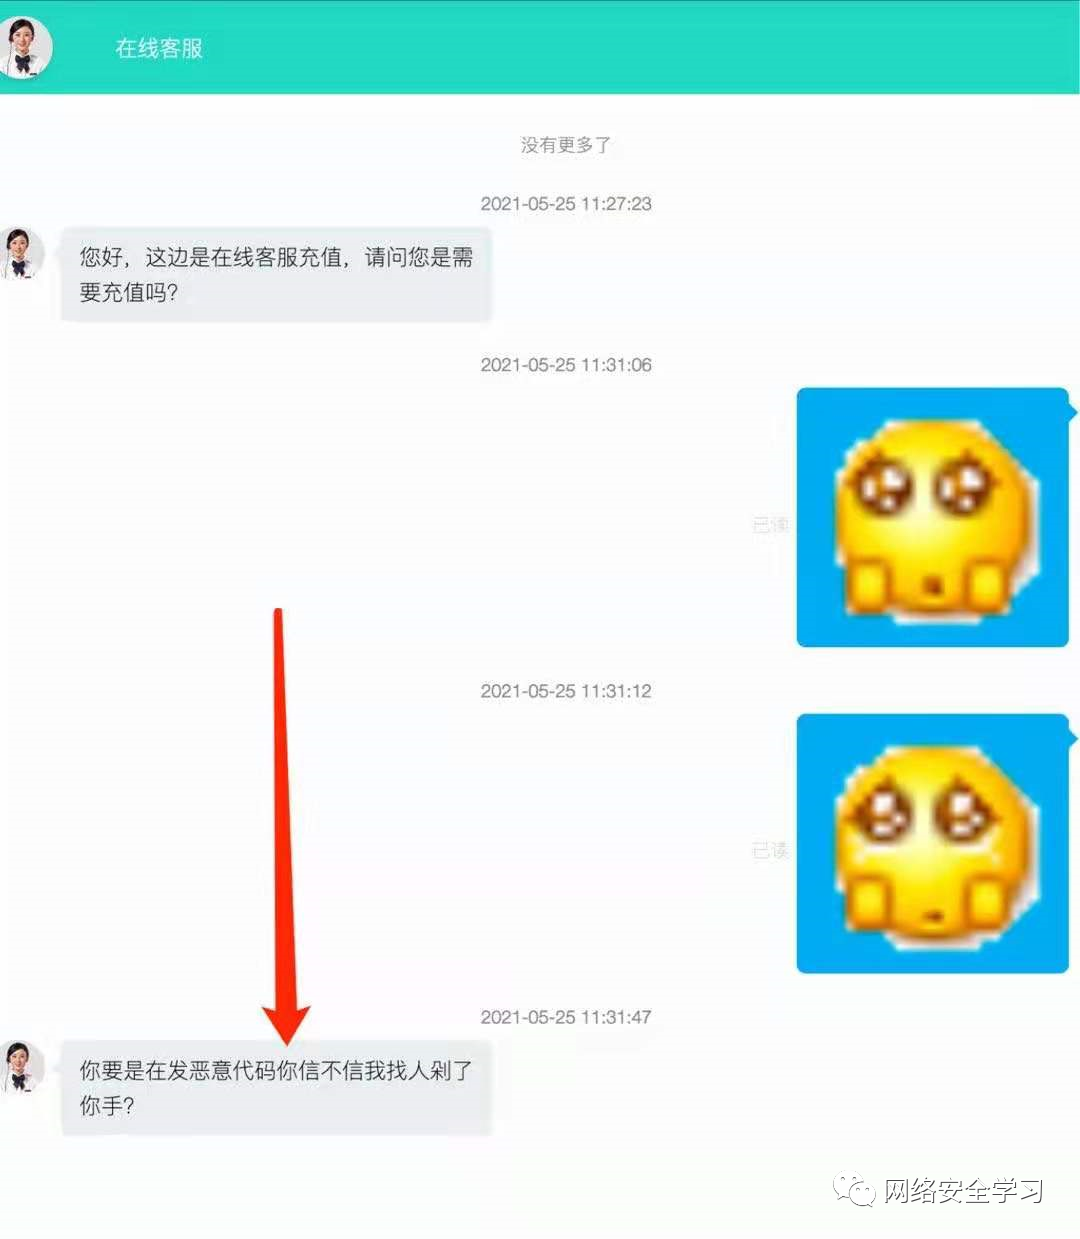 在线客服
没有更多了
2021-05-25 11:27:23
您好，这边是在线客服充值，请问您是需
要充值吗？
2021-05-25 11:31:06
已读
2021-05-25 11:31:12
已读
2021-05-25 11:31:47
你要是在发恶意代码你信不信我找人剁了
你手？
网络安全学习